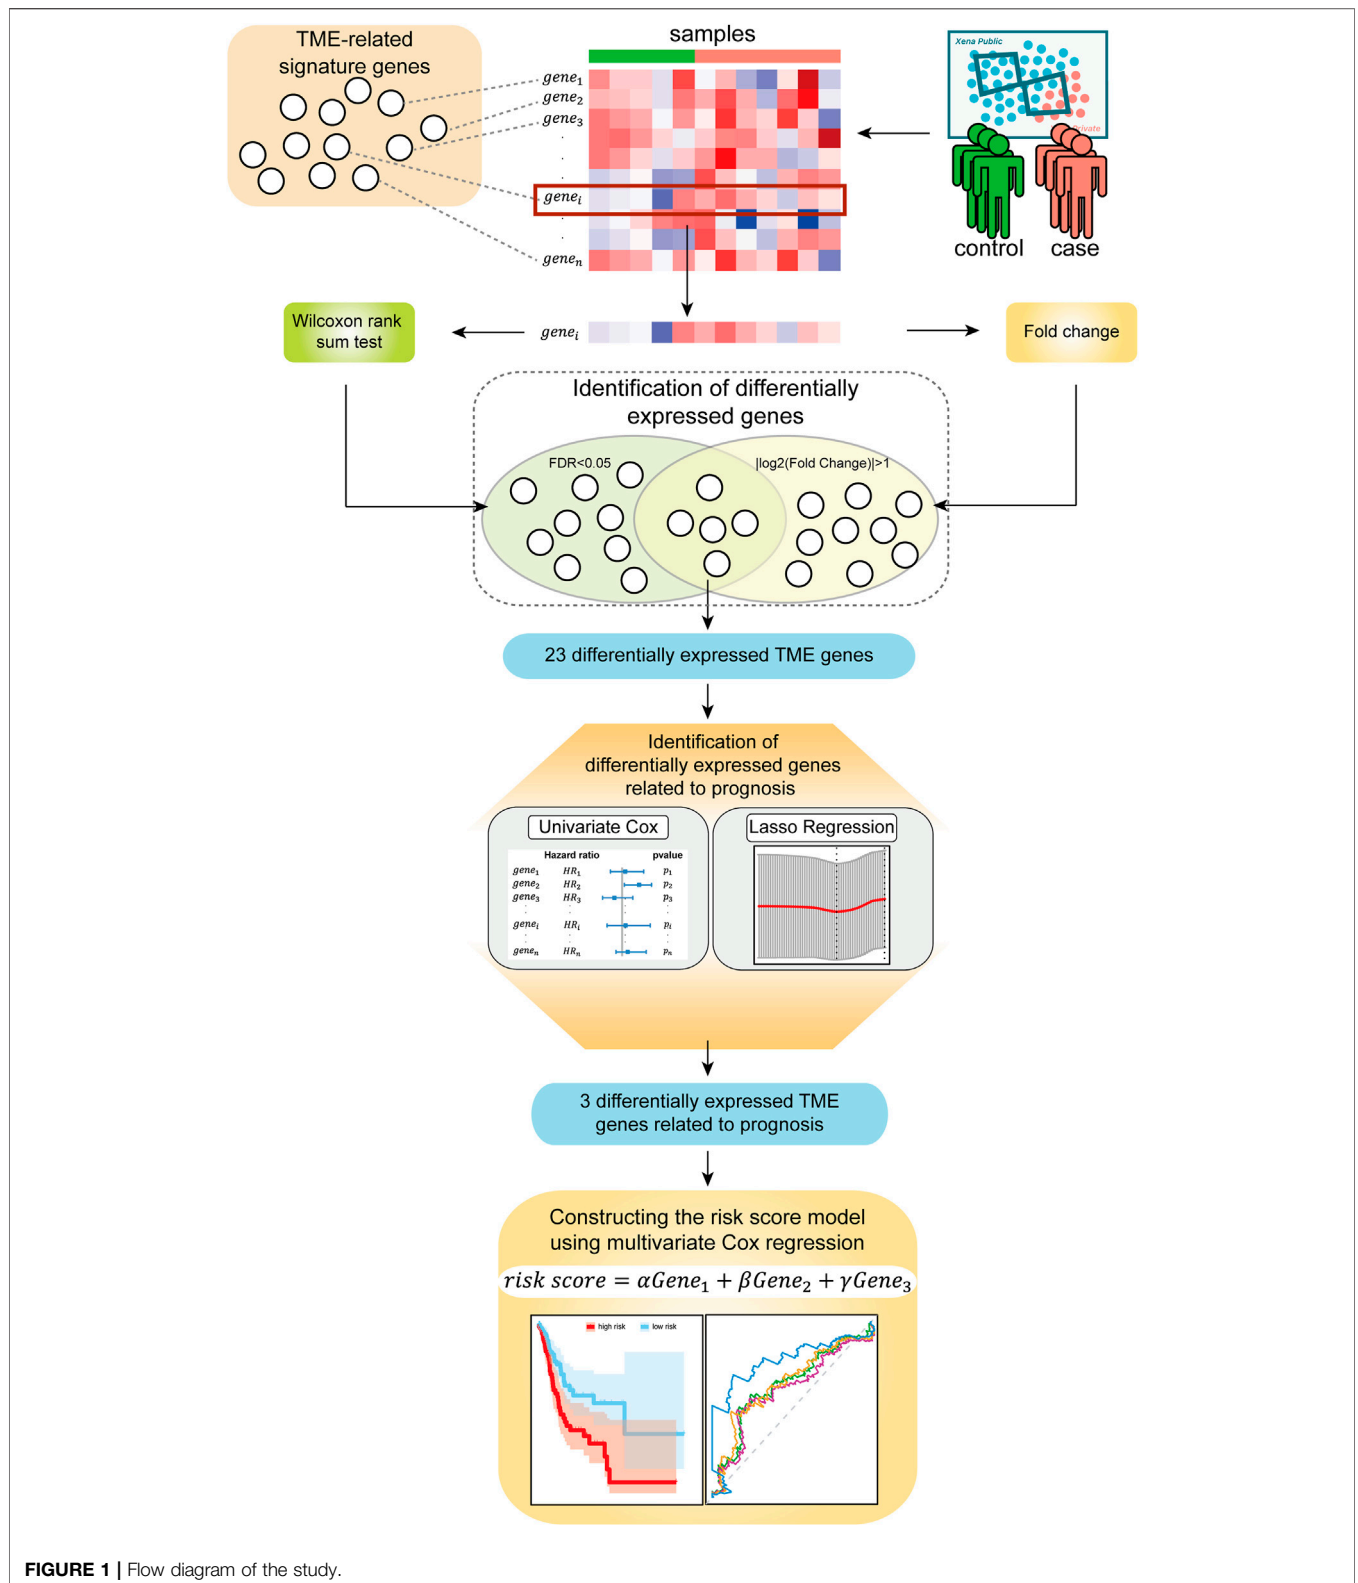 TME-related
signature genes
samples
gene1
gene2
gene3
.
.
.
genei
.
.
genen
Xena Public
Private
control
case
Wilcoxon rank
sum test
genei
Fold change
Identification of differentially
expressed genes
FDR<0.05
|log2(Fold Change)|>1
23 differentially expressed TME genes
Identification of
differentially expressed genes
related to prognosis
Univariate Cox
Hazard ratio pvalue
gene1 HR1 p1
gene2 HR2 p2
gene3 HR3 p3
genei HRi pi
genen HRn pn
Lasso Regression
3 differentially expressed TME
genes related to prognosis
Constructing the risk score model
using multivariate Cox regression
risk score = αGene1 + βGene2 + γGene3
high risk low risk
FIGURE 1 | Flow diagram of the study.